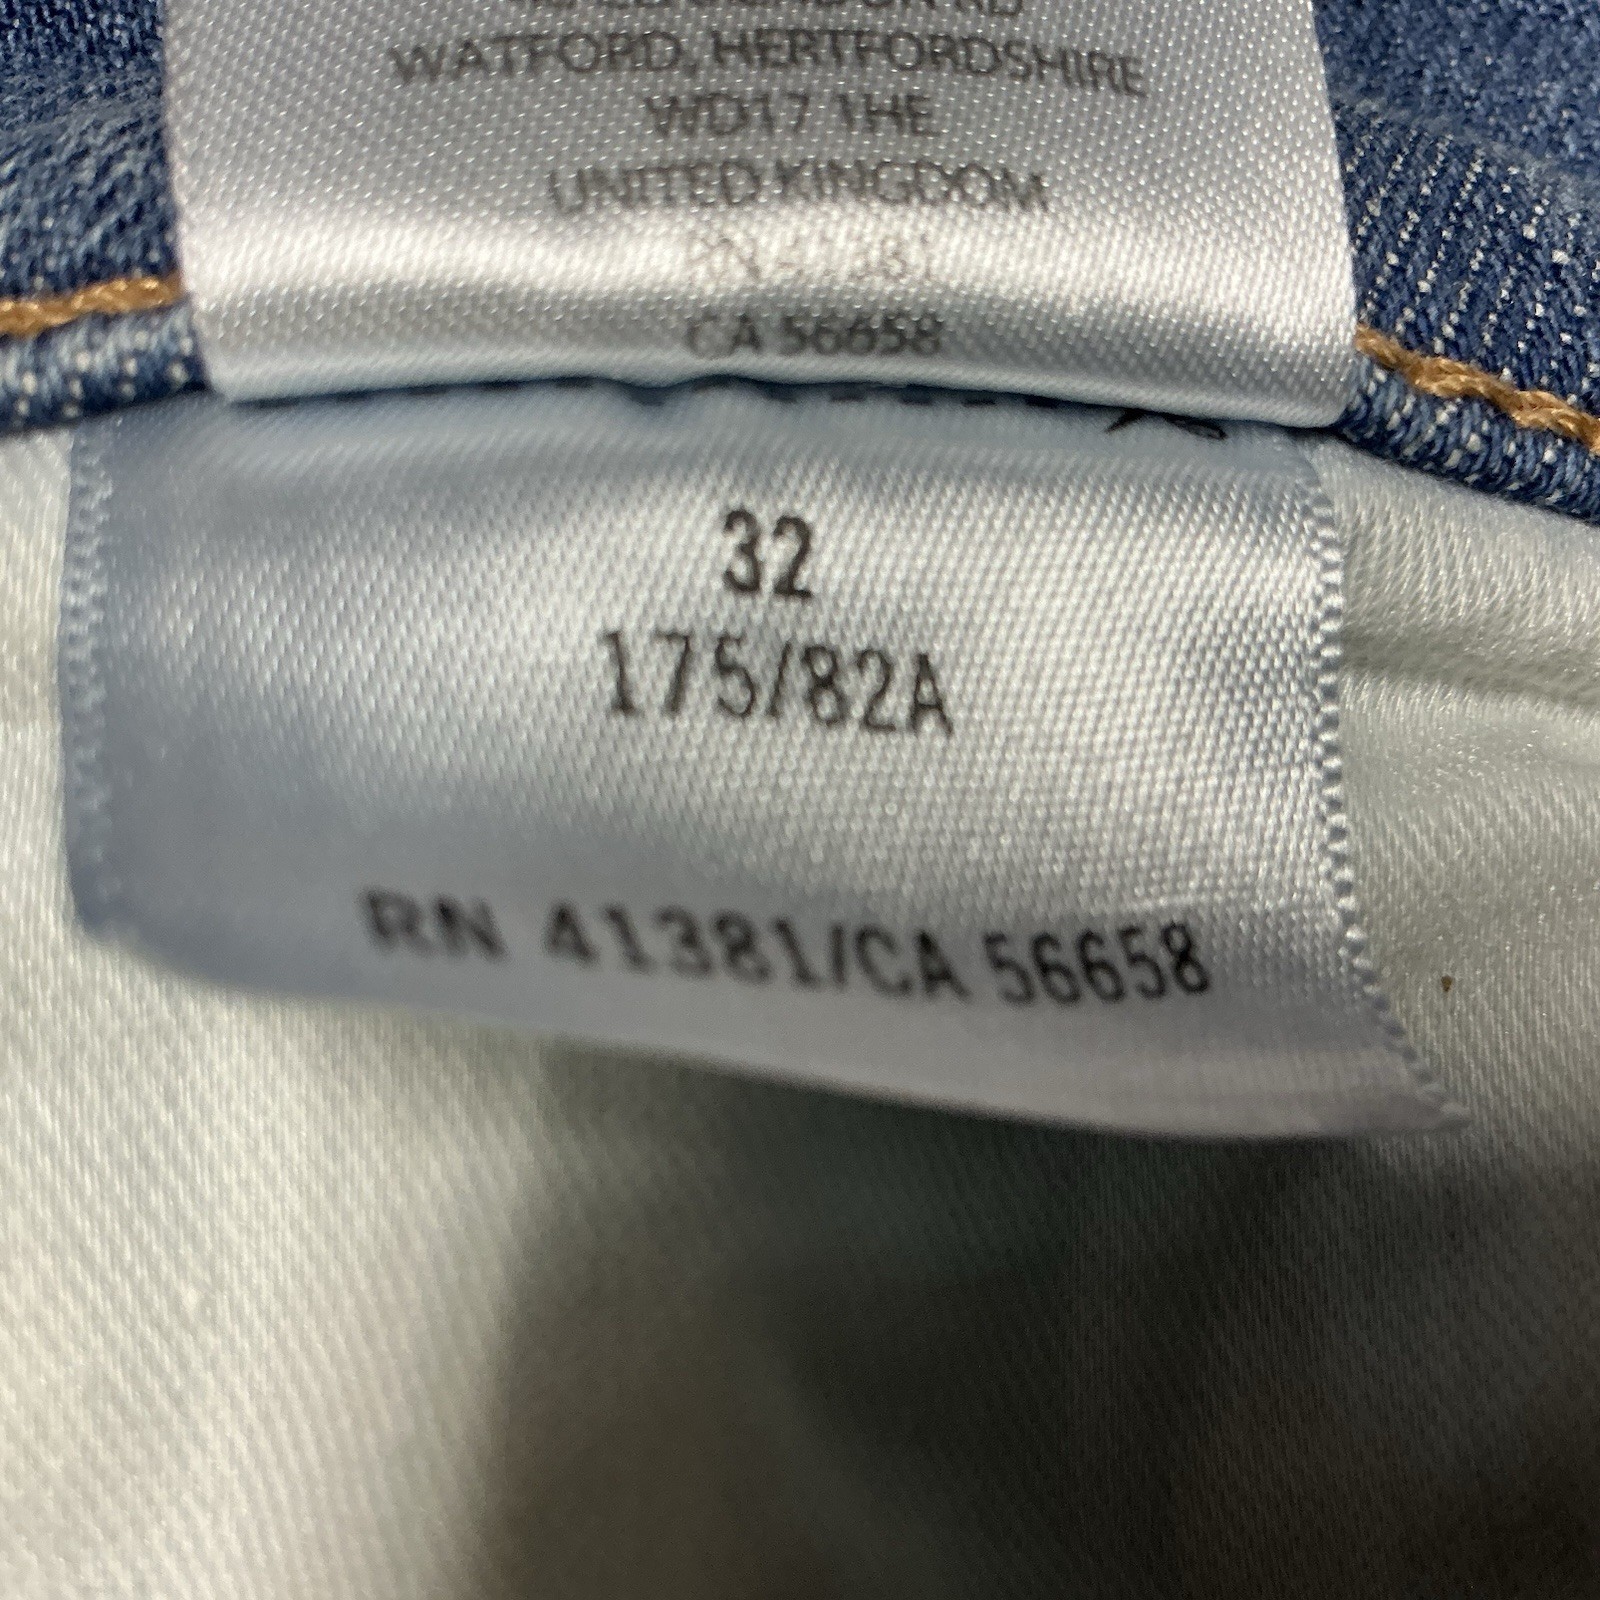 WATFORD, HERTFORDSHIRE
WD17 1HE
UNITED KINGDOM
CA 56658
32
175/82A
RN 41381/CA 56658